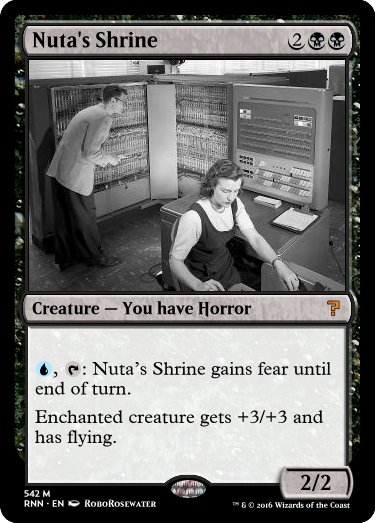 Nuta's Shrine 2
Creature — You have Horror
: Nuta's Shrine gains fear until
end of turn.
Enchanted creature gets +3/+3 and
has flying.
2/2
542 M
RNN • EN RoboRosewater
™ & © 2016 Wizards of the Coast